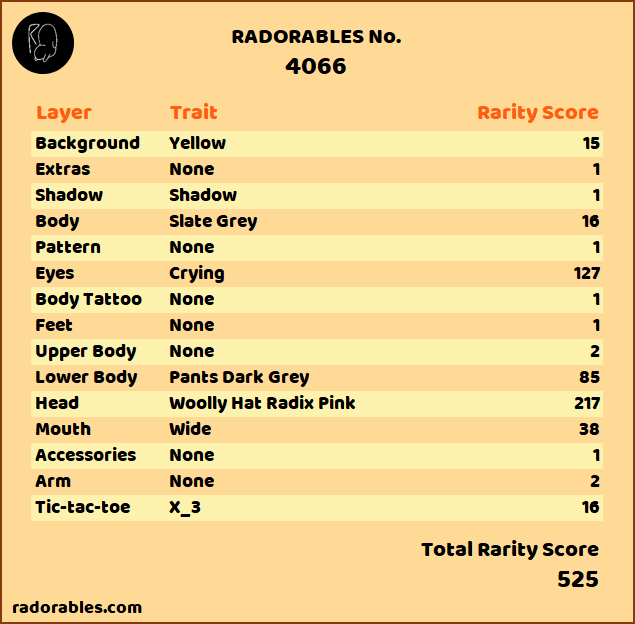 RADORABLES No.
4066
Layer Trait Rarity Score
Background Yellow 15
Extras None 1
Shadow Shadow 1
Body Slate Grey 16
Pattern None 1
Eyes Crying 127
Body Tattoo None 1
Feet None 1
Upper Body None 2
Lower Body Pants Dark Grey 85
Head Woolly Hat Radix Pink 217
Mouth Wide 38
Accessories None 1
Arm None 2
Tic-tac-toe X_3 16
Total Rarity Score
525
radorables.com